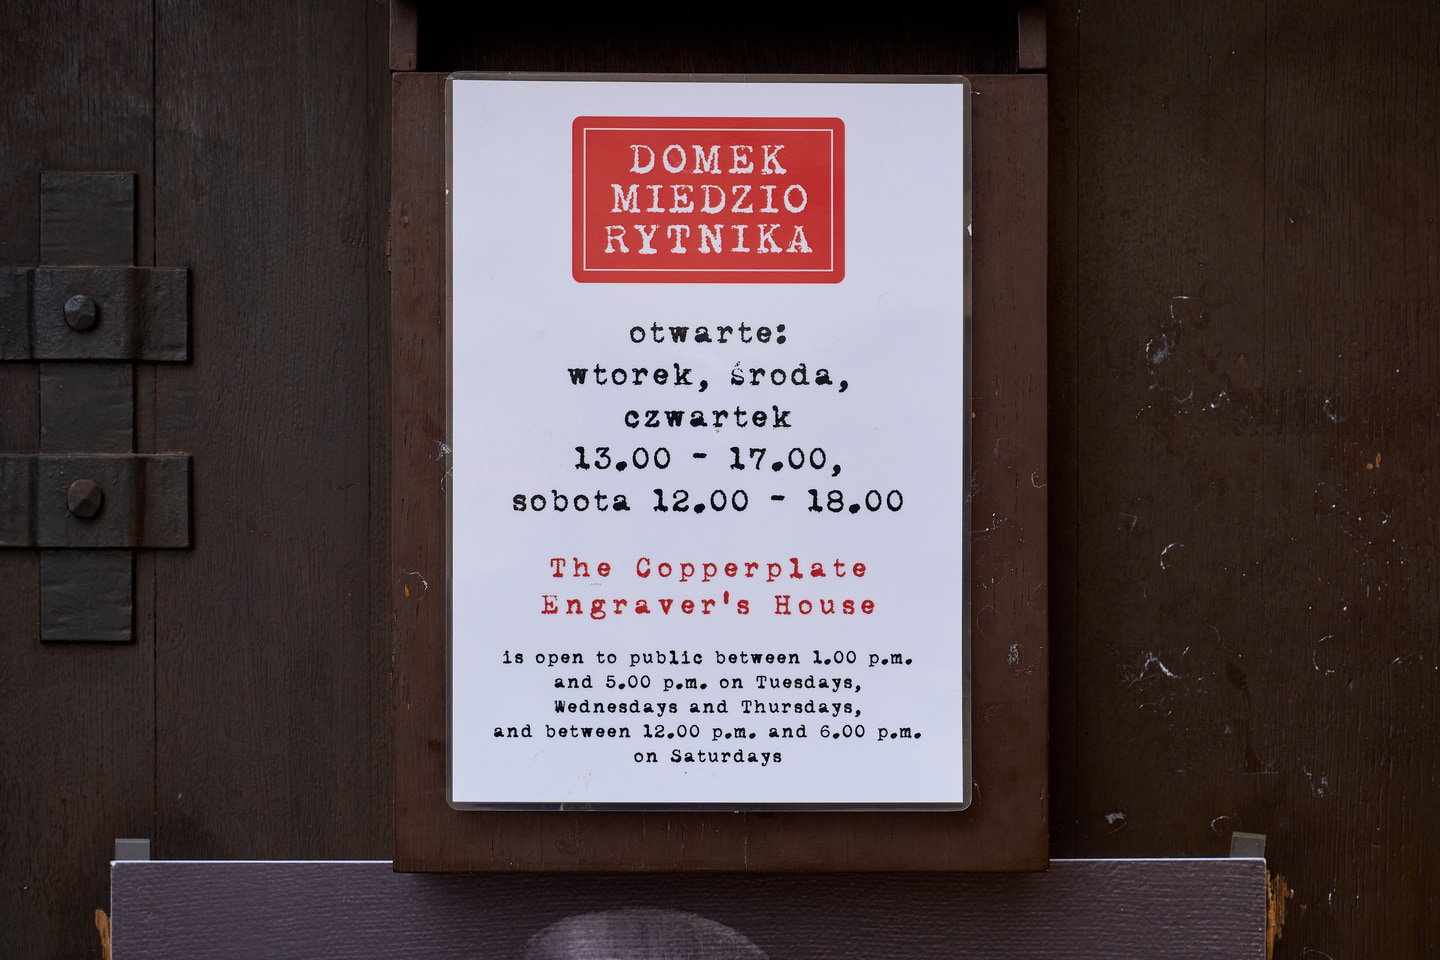 DOMEK
MIEDZIO
RYTNIKA
otwarte:
wtorek, środa,
czwartek
13.00 - 17.00,
sobota 12.00 - 18.00
The Copperplate
Engraver's House
is open to public between 1.00 p.m.
and 5.00 p.m. on Tuesdays,
Wednesdays and Thursdays,
and between 12.00 p.m. and 6.00 p.m.
on Saturdays